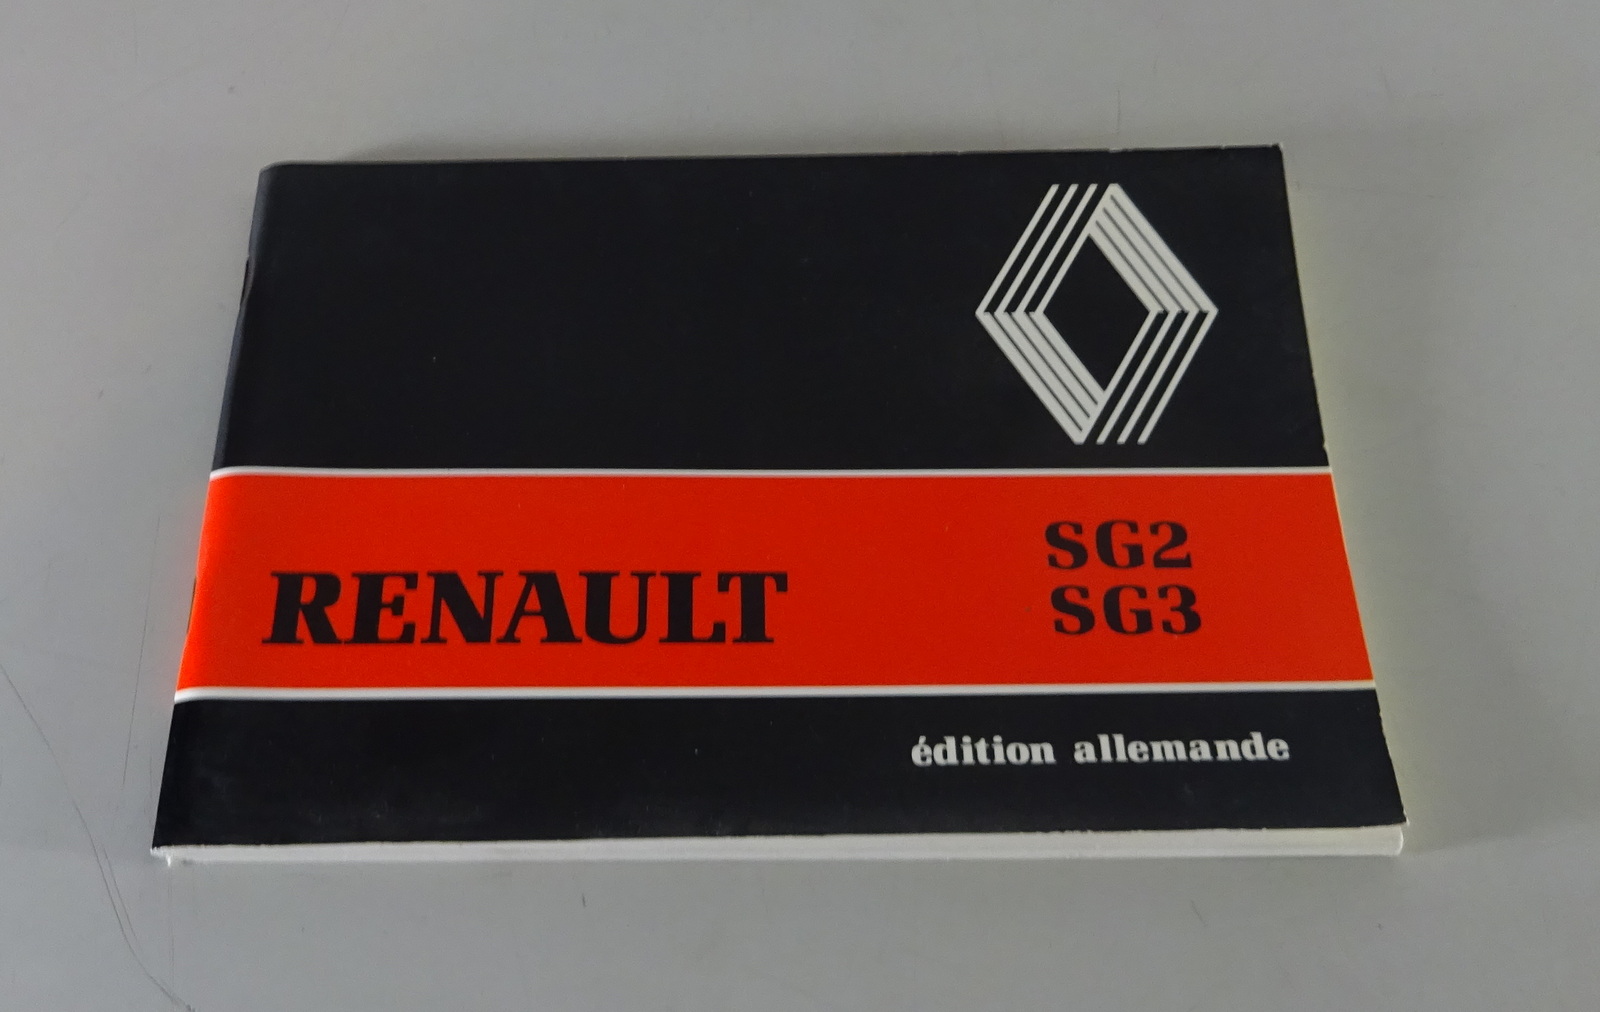 RENAULT
SG2
SG3
édition allemande